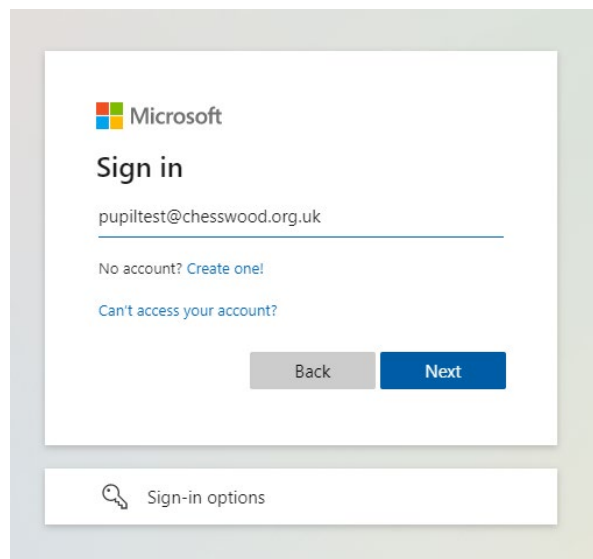 Microsoft
Sign in
pupiltest@chesswood.org.uk
No account? Create one!
Can't access your account?
Back Next
Sign-in options